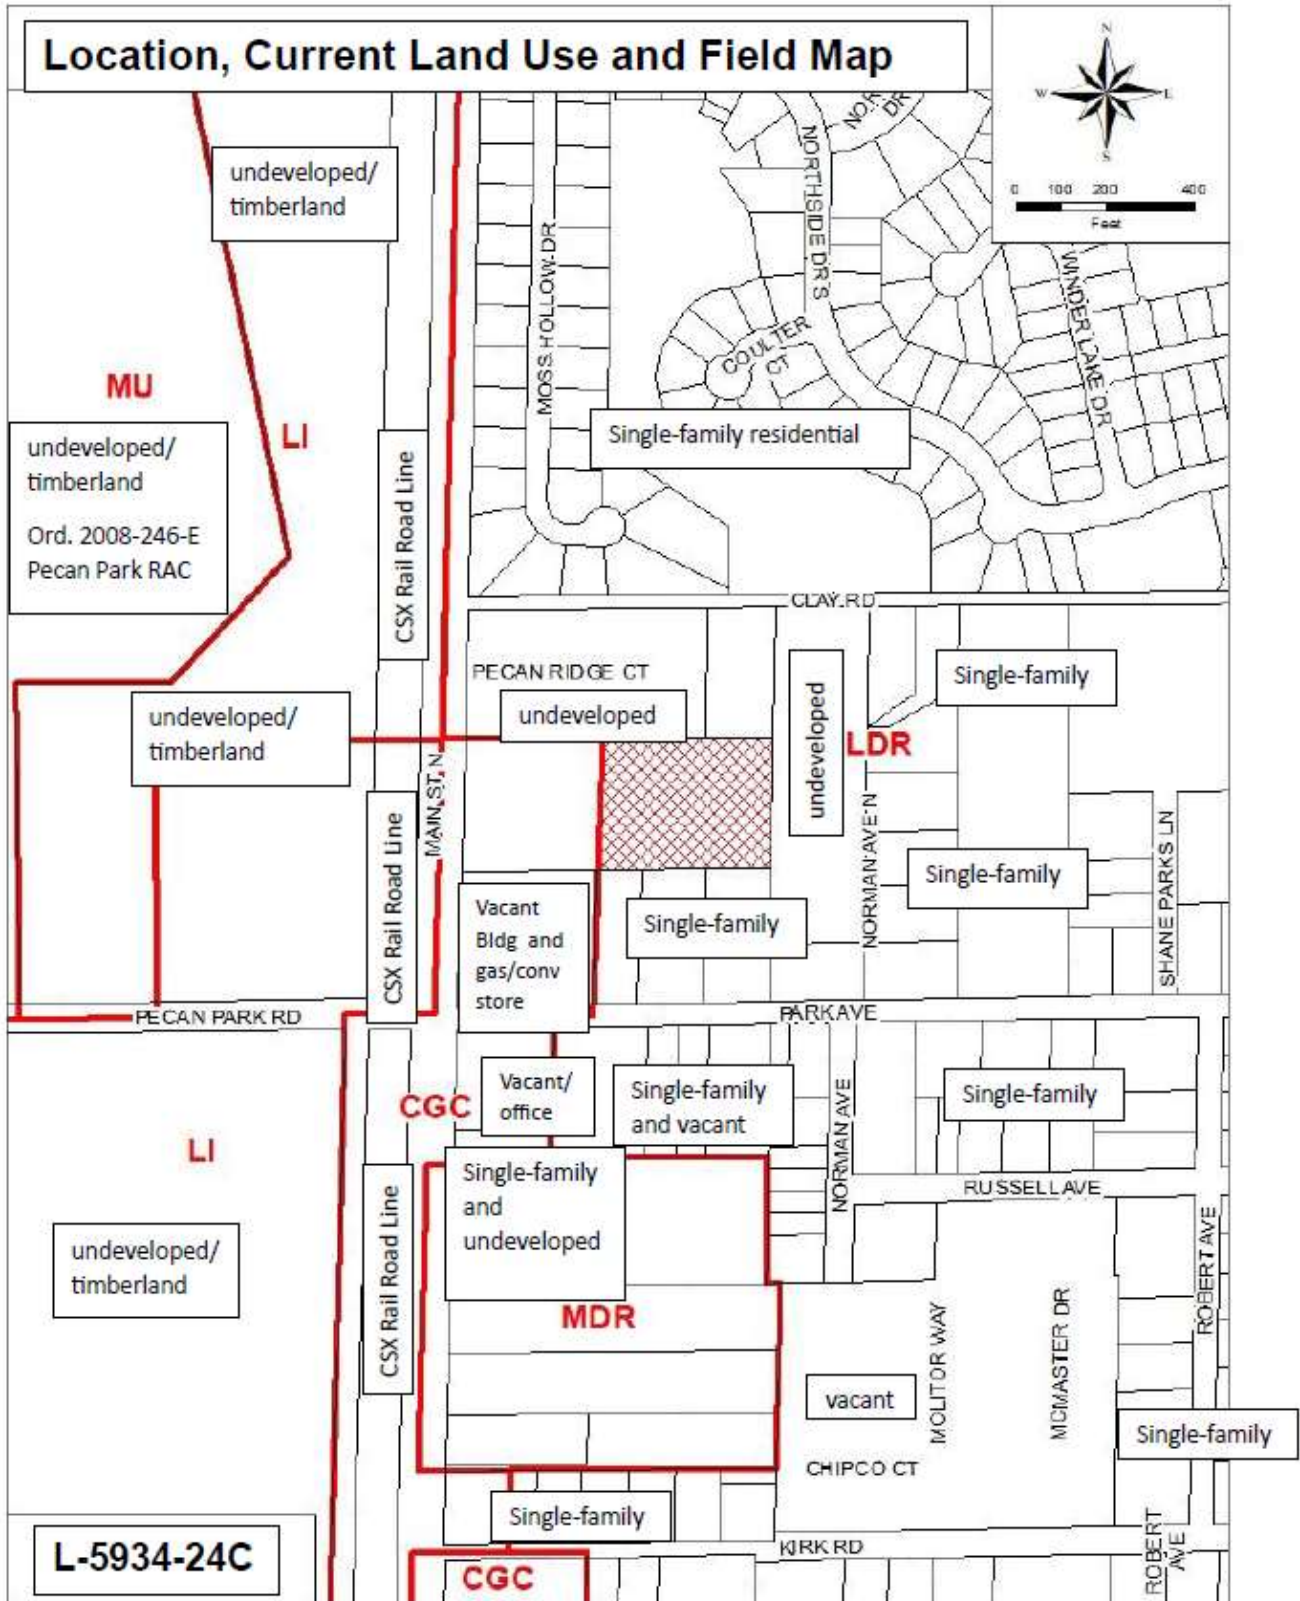 Location, Current Land Use and Field Map
N
W
E
S
0 100 200 400
Feet
NORTHSIDE DR S
DR
undeveloped/
timberland
MOSS HOLLOW DR
WINDER LAKE DR
COULTER
CT
MU
LI
Single-family residential
undeveloped/
timberland
Ord. 2008-246-E
Pecan Park RAC
CSX Rail Road Line
CLAY RD
PECAN RIDGE CT
Single-family
undeveloped
undeveloped
undeveloped/
timberland
LDR
MAIN ST N
CSX Rail Road Line
NORMAN AVE N
SHANE PARKS LN
Single-family
Vacant
Bldg and
gas/conv
store
Single-family
PECAN PARK RD
PARK AVE
Vacant/
office
Single-family
and vacant
NORMAN AVE
Single-family
CGC
LI
Single-family
and
undeveloped
RUSSELL AVE
CSX Rail Road Line
undeveloped/
timberland
ROBERT AVE
MDR
MOLITOR WAY
MCMASTER DR
vacant
Single-family
CHIPCO CT
Single-family
KIRK RD
ROBERT
AVE
L-5934-24C
CGC